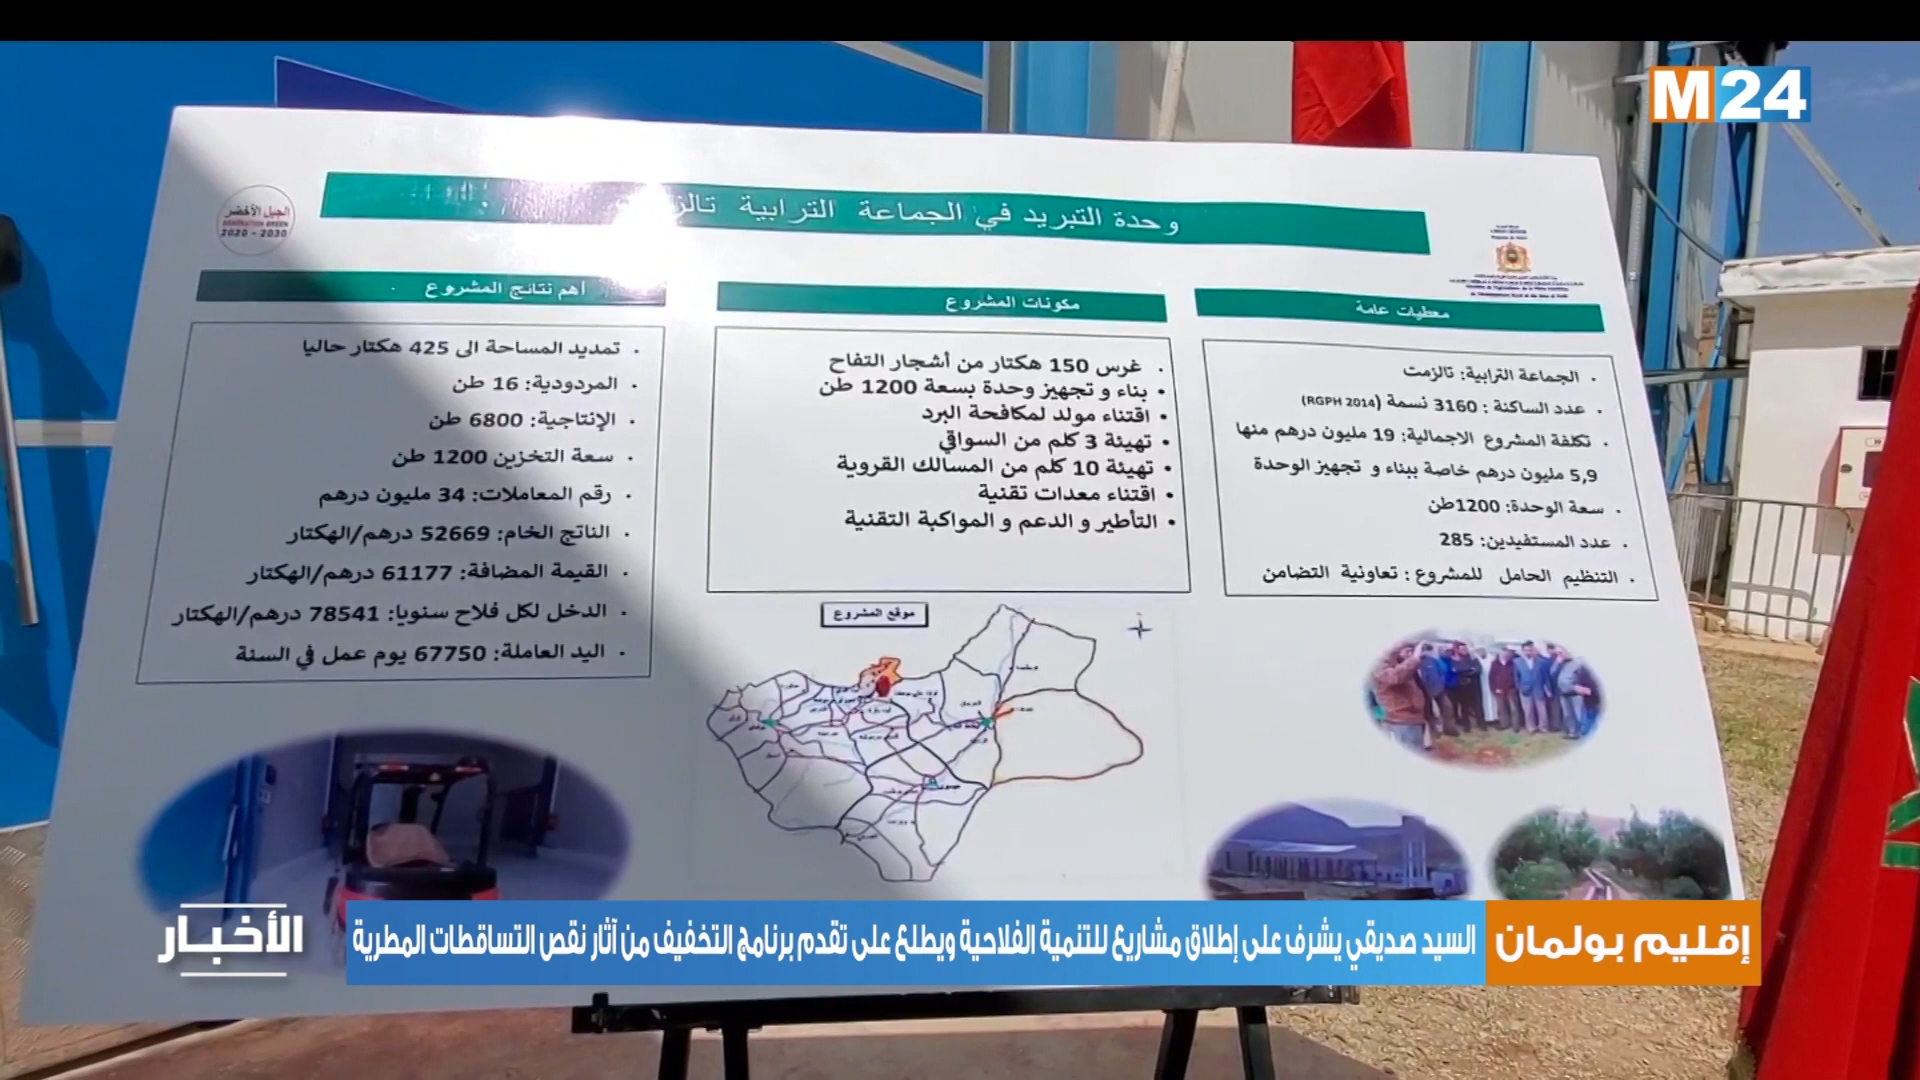 M24
وحدة التبريد في الجماعة الترابية
الجيل الأخضر
GENERATION GREEN
2020 - 2030
معطيات عامة
• الجماعة الترابية: تالزمت
• عدد الساكنة : 3160 نسمة (RGPH 2014)
• تكلفة المشروع الاجمالية: 19 مليون درهم منها
5,9 مليون درهم خاصة ببناء و تجهيز الوحدة
• سعة الوحدة: 1200طن
• عدد المستفيدين: 285
• التنظيم الحامل للمشروع : تعاونية التضامن
مكونات المشروع
• غرس 150 هكتار من أشجار التفاح
• بناء و تجهيز وحدة بسعة 1200 طن
• اقتناء مولد لمكافحة البرد
• تهيئة 3 كلم من السواقي
• تهيئة 10 كلم من المسالك القروية
• اقتناء معدات تقنية
• التأطير و الدعم و المواكبة التقنية
أهم نتائج المشروع
• تمديد المساحة الى 425 هكتار حاليا
• المردودية: 16 طن
• الإنتاجية: 6800 طن
• سعة التخزين 1200 طن
• رقم المعاملات: 34 مليون درهم
• الناتج الخام: 52669 درهم/الهكتار
• القيمة المضافة: 61177 درهم/الهكتار
• الدخل لكل فلاح سنويا: 78541 درهم/الهكتار
• اليد العاملة: 67750 يوم عمل في السنة
موقع المشروع
إقليم بولمان
السيد صديقي يشرف على إطلاق مشاريع للتنمية الفلاحية ويطلع على تقدم برنامج التخفيف من آثار نقص التساقطات المطرية
الأخبار